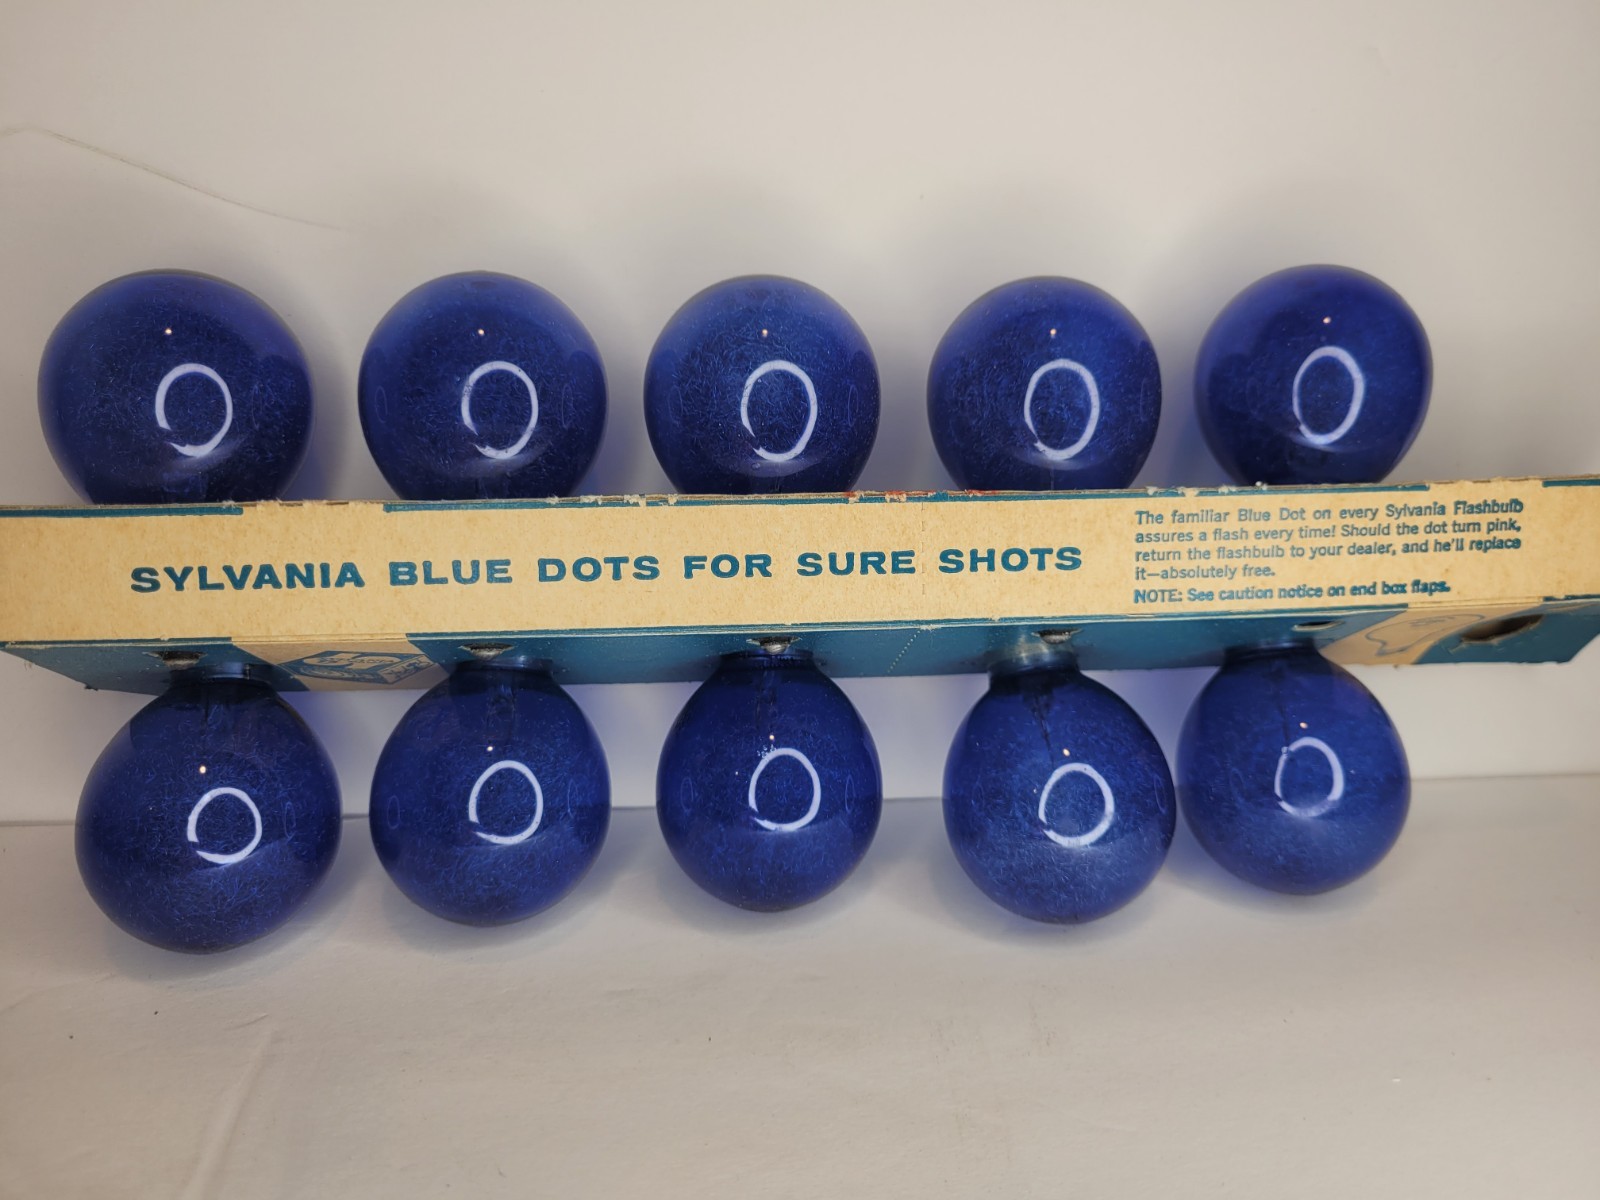 SYLVANIA BLUE DOTS FOR SURE SHOTS
The familiar Blue Dot on every Sylvania Flashbulb
assures a flash every time! Should the dot turn pink,
return the flashbulb to your dealer, and he'll replace
it—absolutely free.
NOTE: See caution notice on end box flaps.